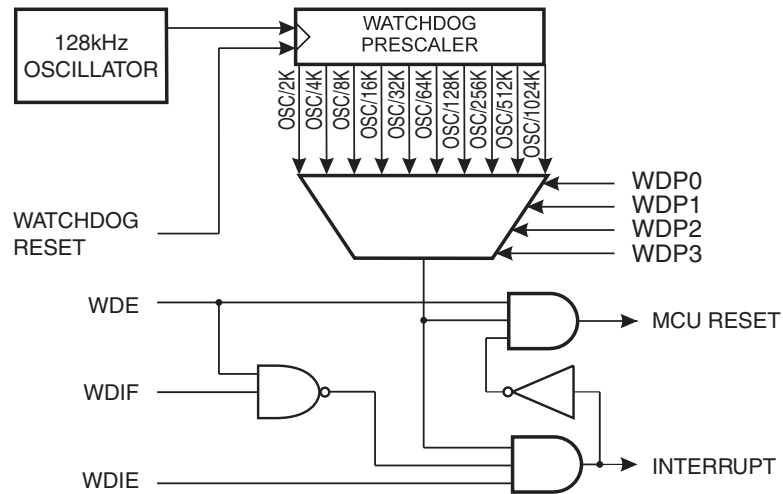 128kHz
OSCILLATOR
WATCHDOG
PRESCALER
OSC/2K
OSC/4K
OSC/8K
OSC/16K
OSC/32K
OSC/64K
OSC/128K
OSC/256K
OSC/512K
OSC/1024K
WDP0
WDP1
WDP2
WDP3
WATCHDOG
RESET
WDE
MCU RESET
WDIF
WDIE
INTERRUPT